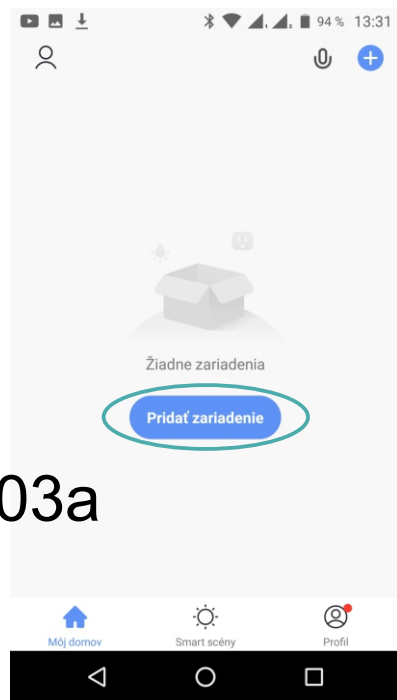 94 % 13:31
Žiadne zariadenia
Pridať zariadenie
03a
Môj domov Smart scény Profil